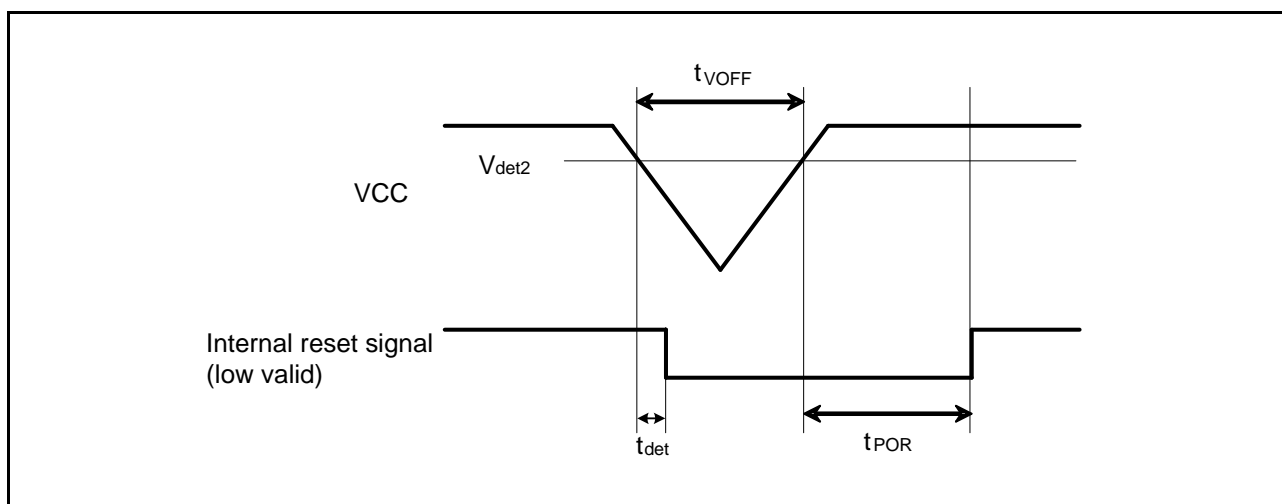 tVOFF
Vdet2
VCC
Internal reset signal
(low valid)
tdet
tPOR